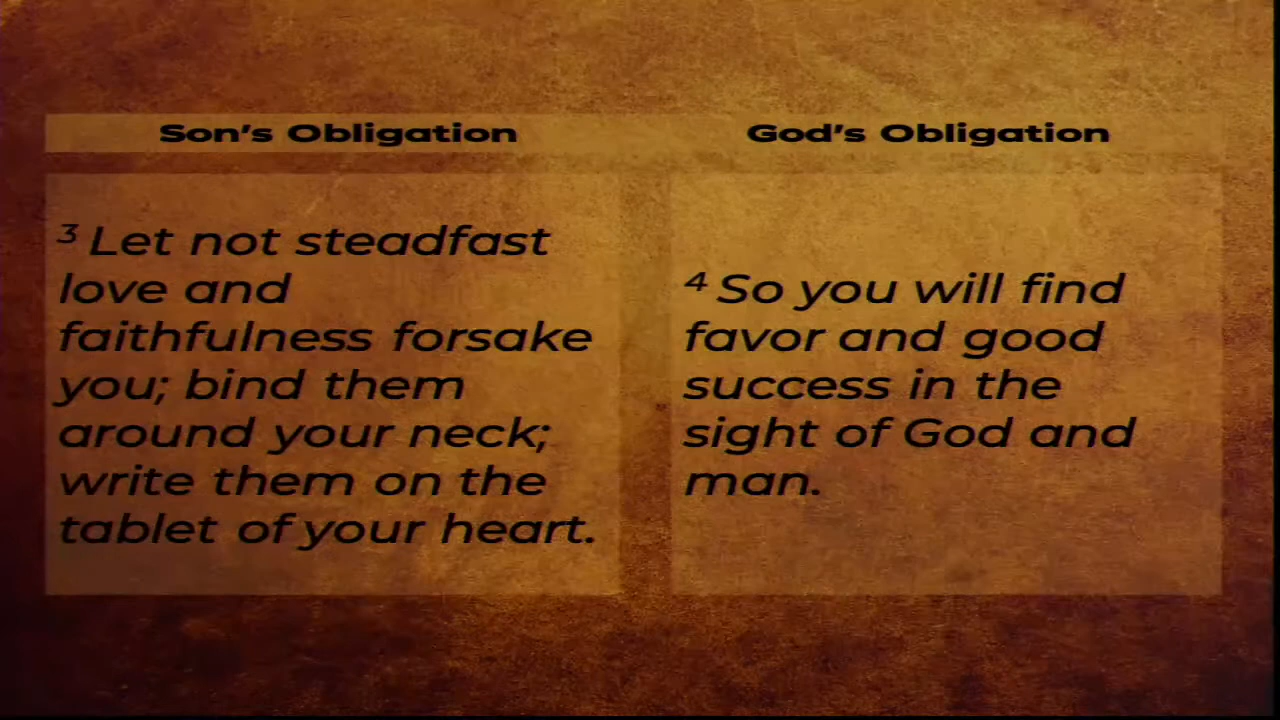 Son's Obligation
God's Obligation
3 Let not steadfast
love and
faithfulness forsake
you; bind them
around your neck;
write them on the
tablet of your heart.
4 So you will find
favor and good
success in the
sight of God and
man.